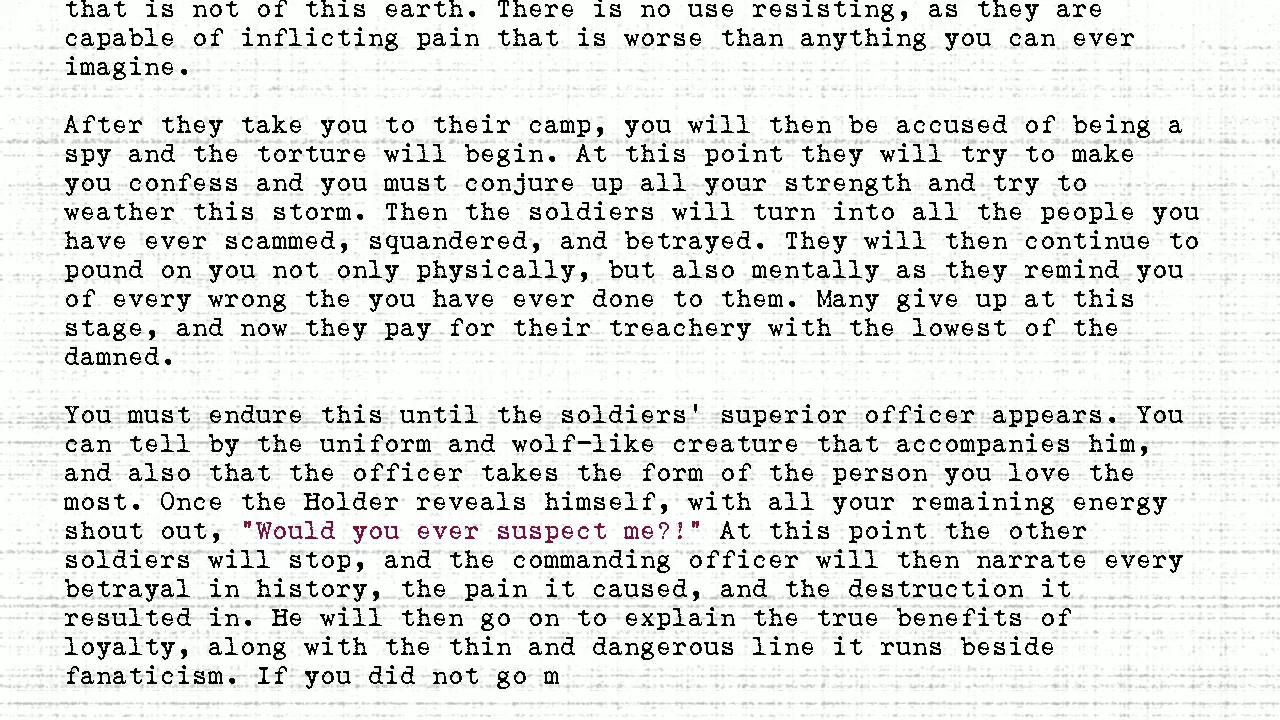 that is not of this earth. There is no use resisting, as they are
capable of inflicting pain that is worse than anything you can ever
imagine.
After they take you to their camp, you will then be accused of being a
spy and the torture will begin. At this point they will try to make
you confess and you must conjure up all your strength and try to
weather this storm. Then the soldiers will turn into all the people you
have ever scammed, squandered, and betrayed. They will then continue to
pound on you not only physically, but also mentally as they remind you
of every wrong the you have ever done to them. Many give up at this
stage, and now they pay for their treachery with the lowest of the
damned.
You must endure this until the soldiers' superior officer appears. You
can tell by the uniform and wolf-like creature that accompanies him,
and also that the officer takes the form of the person you love the
most. Once the Holder reveals himself, with all your remaining energy
shout out, "Would you ever suspect me?!" At this point the other
soldiers will stop, and the commanding officer will then narrate every
betrayal in history, the pain it caused, and the destruction it
resulted in. He will then go on to explain the true benefits of
loyalty, along with the thin and dangerous line it runs beside
fanaticism. If you did not go m